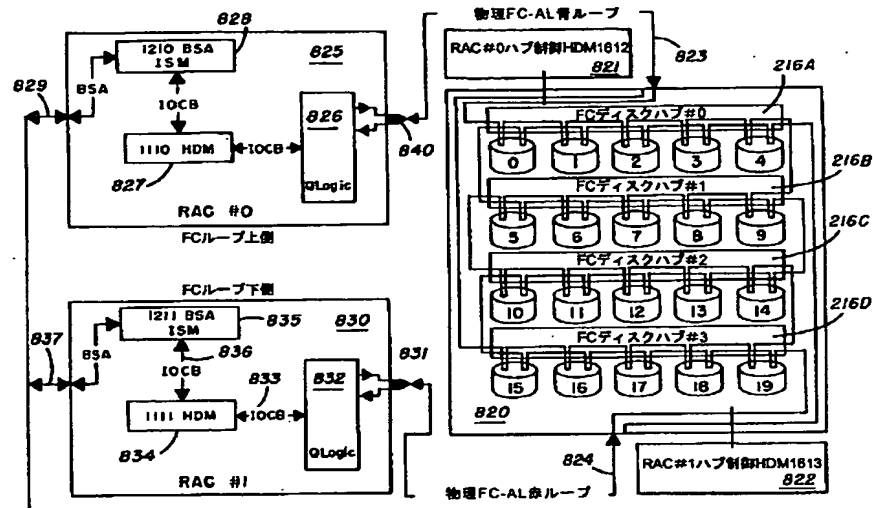 1210 BSA
ISM
828
825
829
BSA
IOCB
826
1110 HDM
IOCB
827
QLogic
840
RAC #0
FCループ上側
物理FC-AL青ループ
RAC#0ハブ制御HDM1612
821
823
216A
FCディスクハブ#0
0
1
2
3
4
216B
FCディスクハブ#1
5
6
7
8
9
216C
FCディスクハブ#2
10
11
12
13
14
216D
FCディスクハブ#3
15
16
17
18
19
820
824
RAC#1ハブ制御HDM1613
822
物理FC-AL赤ループ
FCループ下側
1211 BSA
ISM
835
830
837
BSA
836
IOCB
833
832
831
1111 HDM
IOCB
834
QLogic
RAC #1